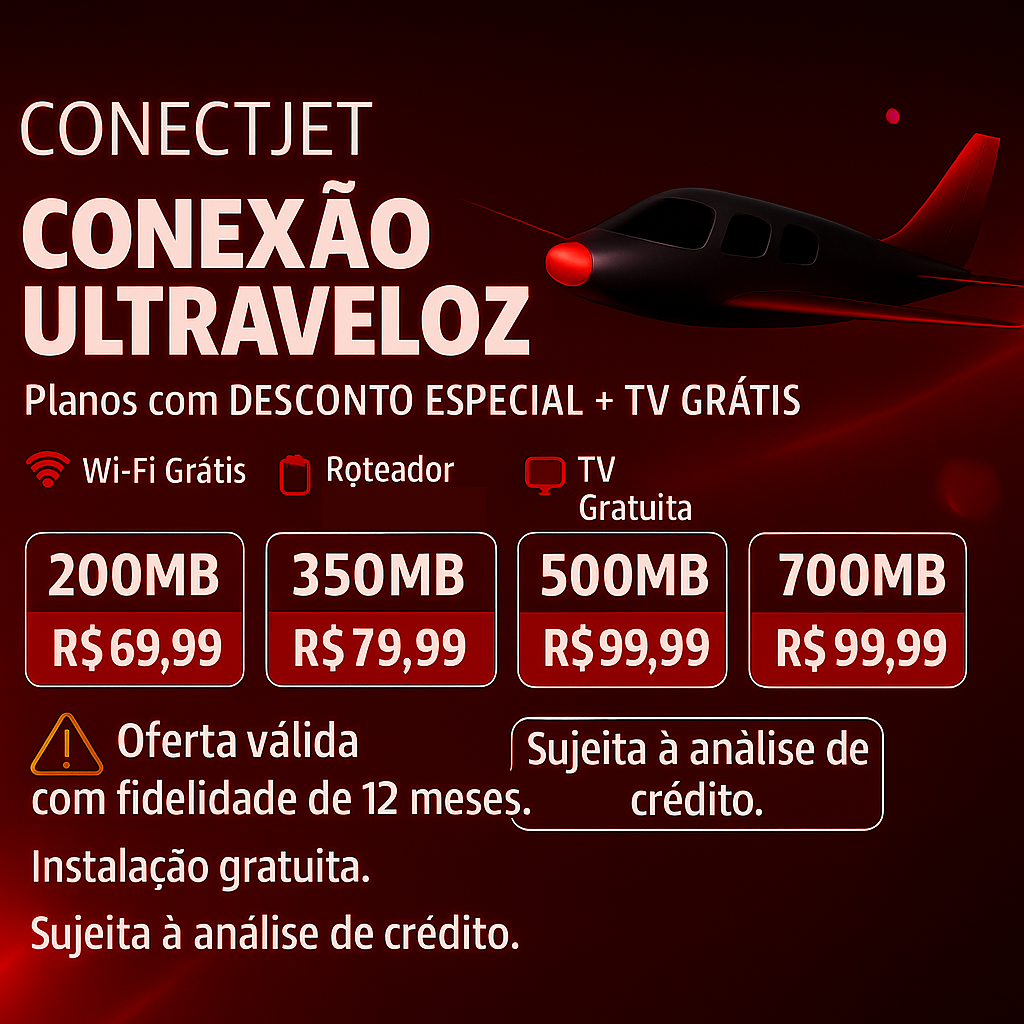 CONECTJET
CONEXÃO
ULTRAVELOZ
Planos com DESCONTO ESPECIAL + TV GRÁTIS
Wi-Fi Grátis
Rọteador
TV
Gratuita
200MB
R$69,99
350MB
R$79,99
500MB
R$99,99
700MB
R$99,99
Oferta válida
com fidelidade de 12 meses.
Sujeita à anàlise de
crédito.
Instalação gratuita.
Sujeita à análise de crédito.